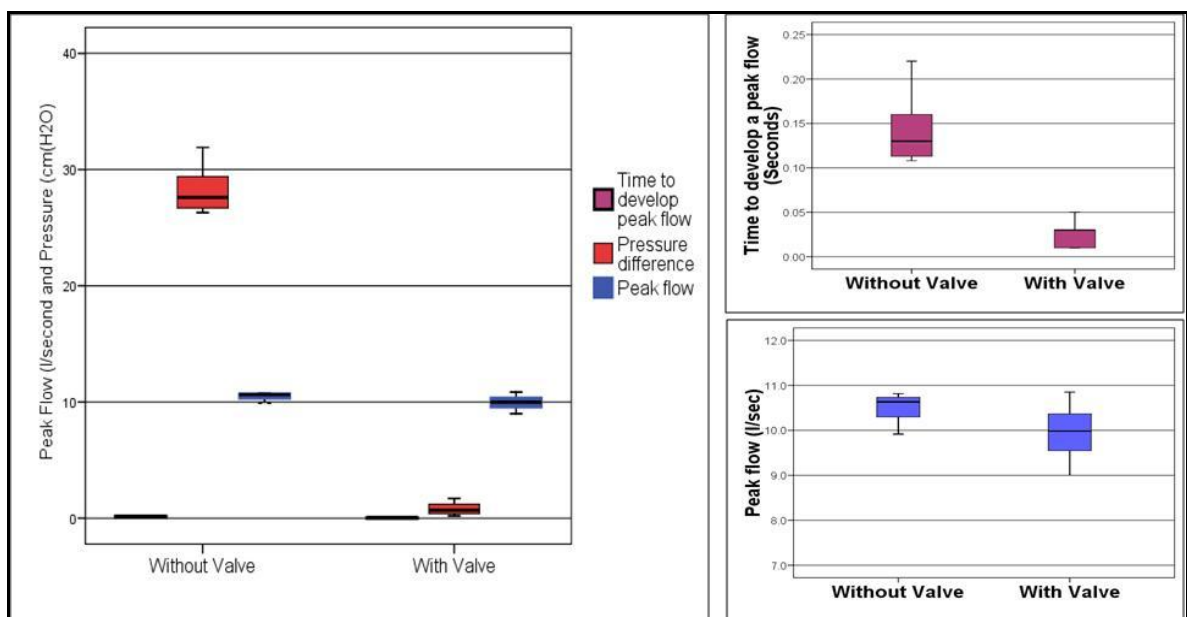 Peak Flow (l/second and Pressure (cm(H2O)
40
30
20
10
0
Without Valve
With Valve
Time to
develop
peak flow
Pressure
difference
Peak flow
Time to develop a peak flow
(Seconds)
0.25
0.20
0.15
0.10
0.05
0.00
Without Valve
With Valve
Peak flow (l/sec)
12.0
11.0
10.0
9.0
8.0
7.0
Without Valve
With Valve